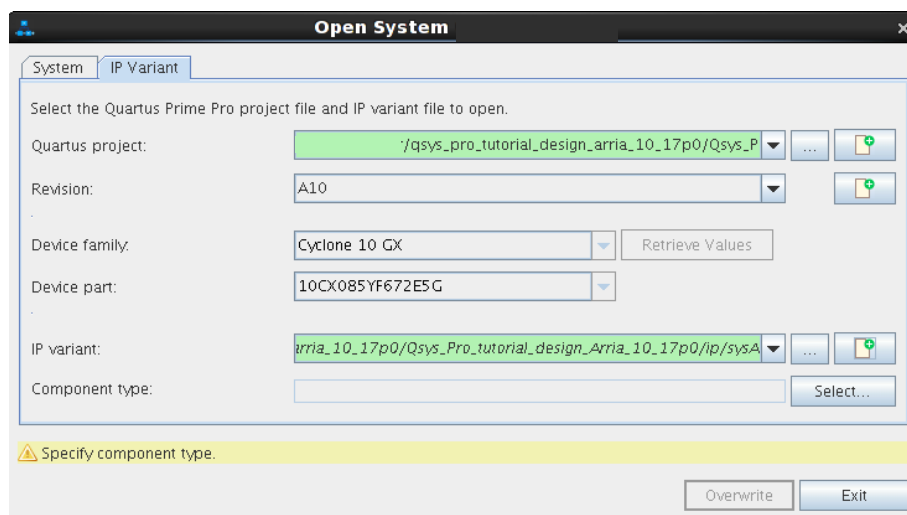 Open System
System IP Variant
Select the Quartus Prime Pro project file and IP variant file to open.
Quartus project: /qsys_pro_tutorial_design_arria_10_17p0/Qsys_P ...
Revision: A10
Device family: Cyclone 10 GX Retrieve Values
Device part: 10CX085YF672E5G
IP variant: arria_10_17p0/Qsys_Pro_tutorial_design_Arria_10_17p0/ip/sysA ...
Component type: Select...
Specify component type.
Overwrite Exit